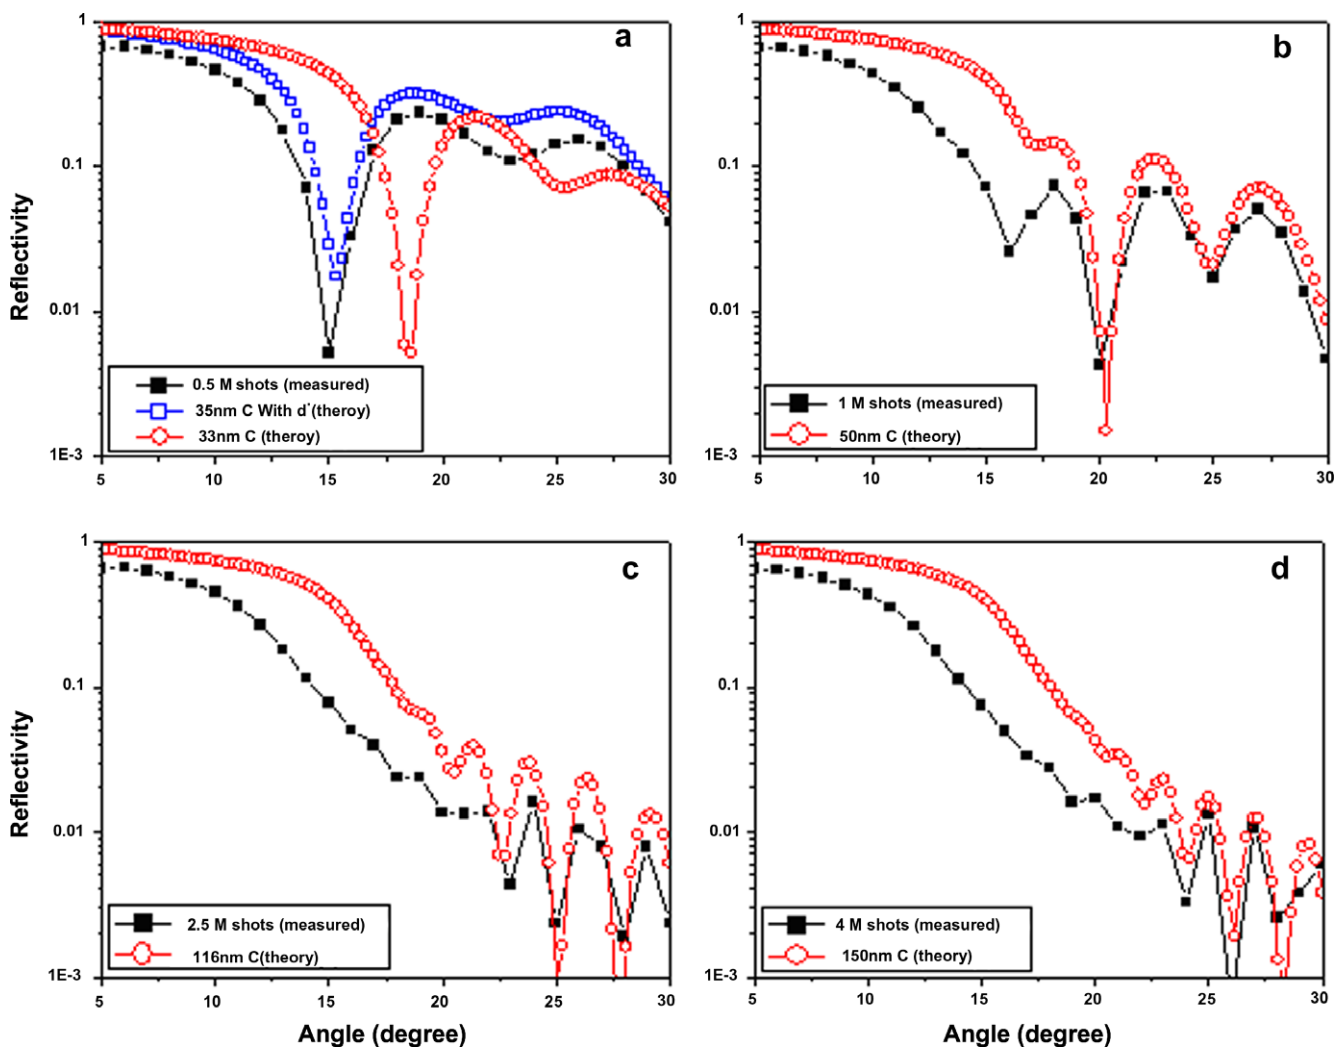 a
Reflectivity
1
0.1
0.01
1E-3
0.5 M shots (measured)
35nm C With d*(theroy)
33nm C (theroy)
5 10 15 20 25 30
b
1
0.1
0.01
1E-3
1 M shots (measured)
50nm C (theory)
5 10 15 20 25 30
c
Reflectivity
1
0.1
0.01
1E-3
2.5 M shots (measured)
116nm C(theory)
5 10 15 20 25 30
Angle (degree)
d
1
0.1
0.01
1E-3
4 M shots (measured)
150nm C (theory)
5 10 15 20 25 30
Angle (degree)